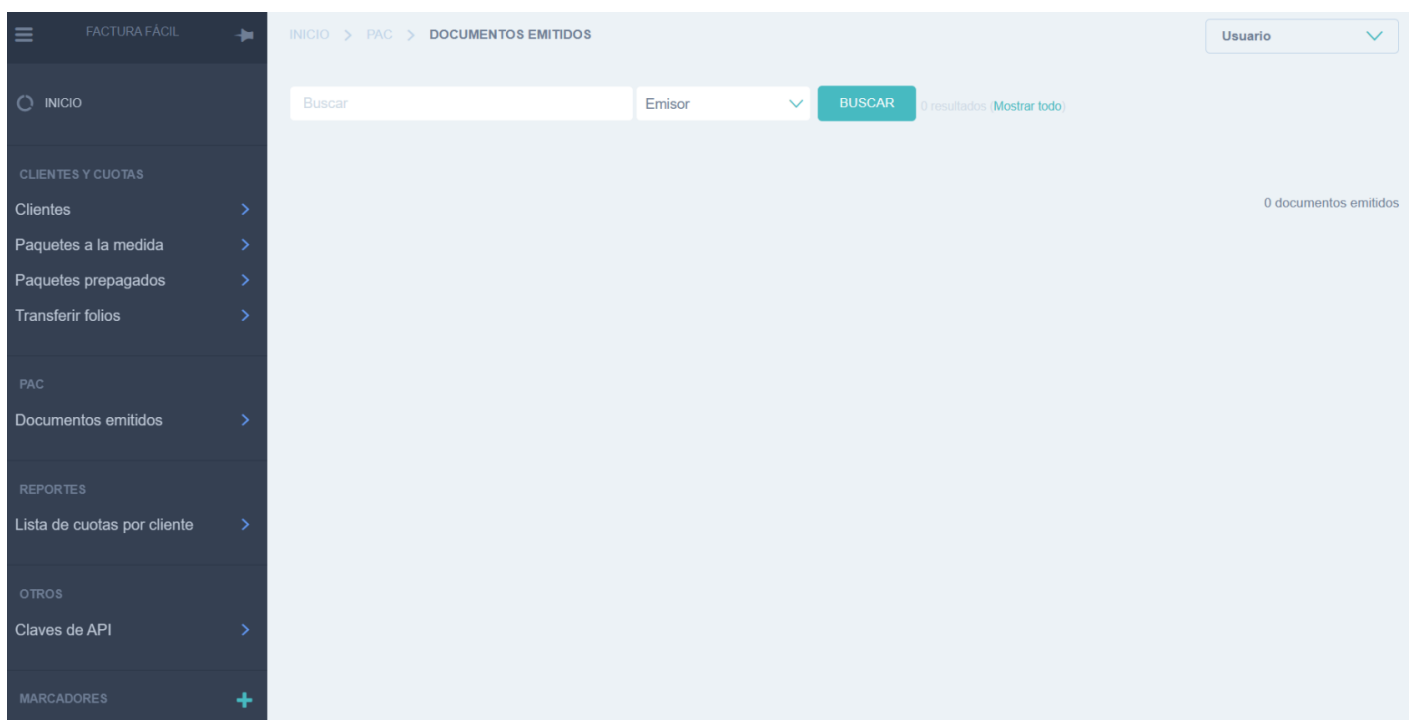 FACTURA FÁCIL
INICIO > PAC > DOCUMENTOS EMITIDOS
Usuario
INICIO
Buscar
Emisor
BUSCAR
0 resultados (Mostrar todo)
CLIENTES Y CUOTAS
Clientes
Paquetes a la medida
Paquetes prepagados
Transferir folios
0 documentos emitidos
PAC
Documentos emitidos
REPORTES
Lista de cuotas por cliente
OTROS
Claves de API
MARCADORES